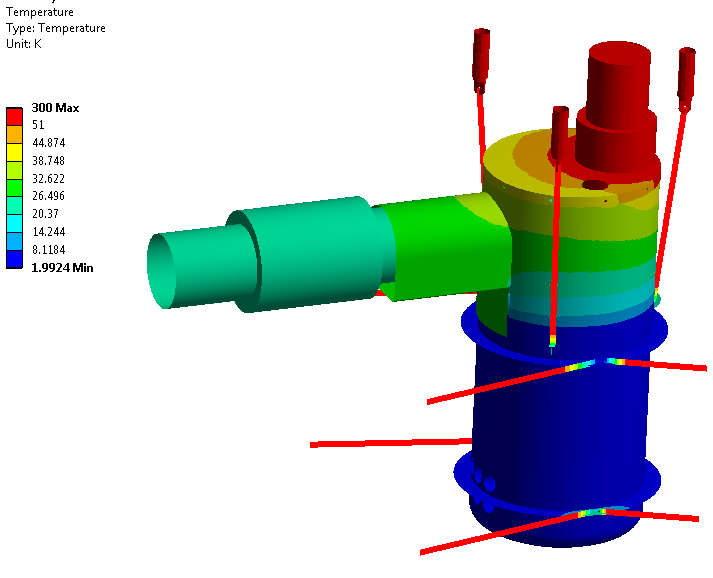 Temperature
Type: Temperature
Unit: K
300 Max
51
44.874
38.748
32.622
26.496
20.37
14.244
8.1184
1.9924 Min